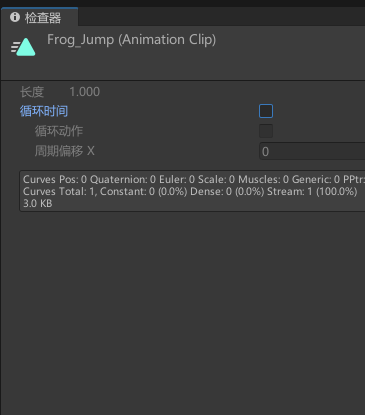 检查器
Frog_Jump (Animation Clip)
长度 1.000
循环时间
循环动作
周期偏移 X 0
Curves Pos: 0 Quaternion: 0 Euler: 0 Scale: 0 Muscles: 0 Generic: 0 PPtr:
Curves Total: 1, Constant: 0 (0.0%) Dense: 0 (0.0%) Stream: 1 (100.0%)
3.0 KB